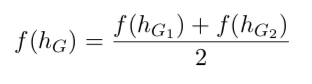 f(h_G) = \frac{f(h_{G_1}) + f(h_{G_2})}{2}